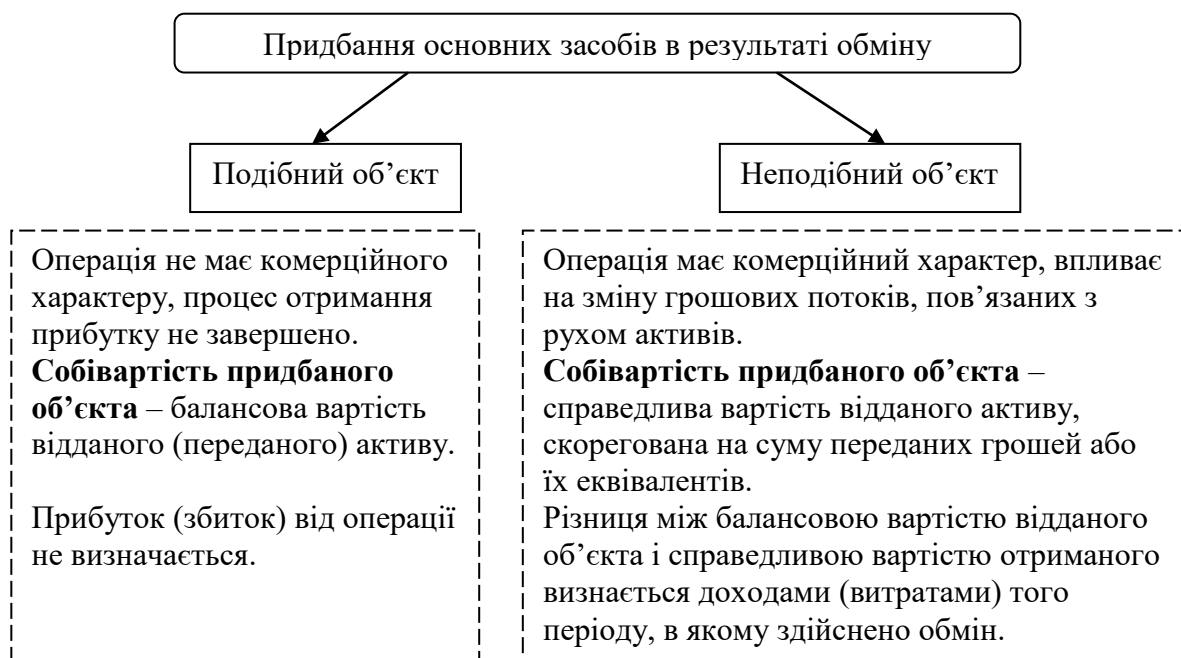 Придбання основних засобів в результаті обміну
Подібний об’єкт
Неподібний об’єкт
Операція не має комерційного
характеру, процес отримання
прибутку не завершено.
Собівартість придбаного
об’єкта – балансова вартість
відданого (переданого) активу.
Прибуток (збиток) від операції
не визначається.
Операція має комерційний характер, впливає
на зміну грошових потоків, пов’язаних з
рухом активів.
Собівартість придбаного об’єкта –
справедлива вартість відданого активу,
скорегована на суму переданих грошей або
їх еквівалентів.
Різниця між балансовою вартістю відданого
об’єкта і справедливою вартістю отриманого
визнається доходами (витратами) того
періоду, в якому здійснено обмін.